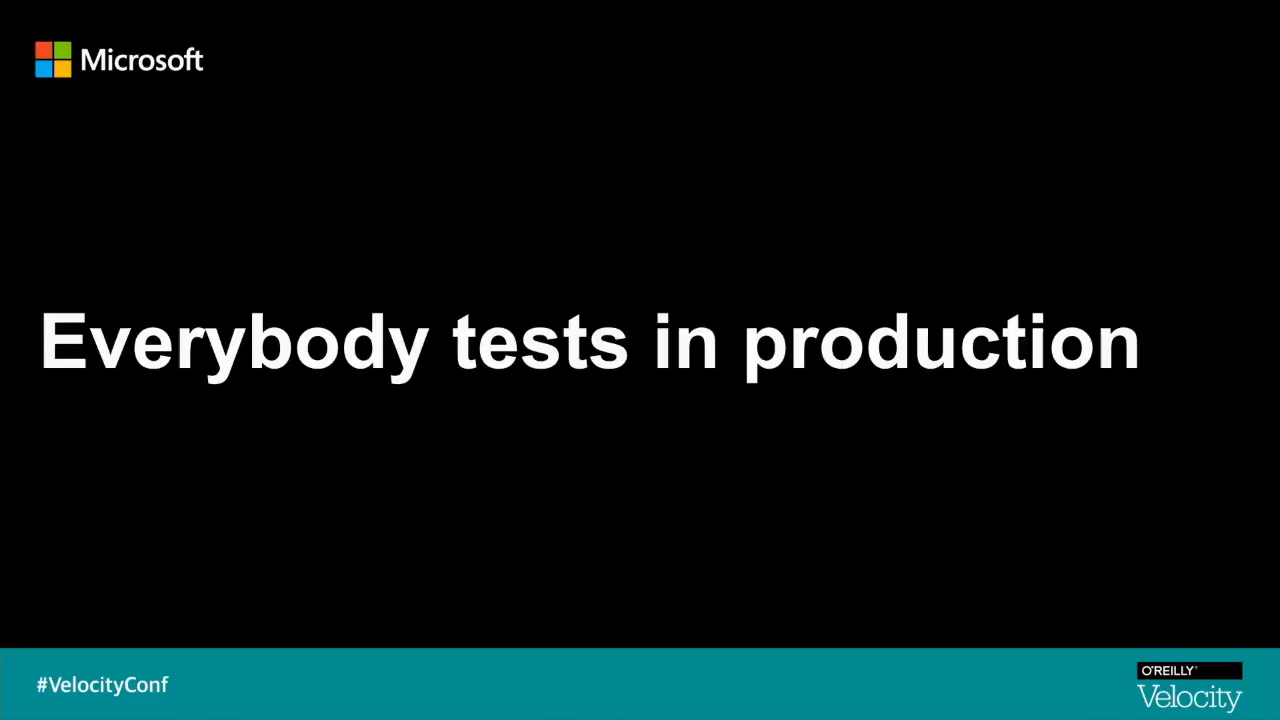 Microsoft
Everybody tests in production
#VelocityConf
O'REILLY®
Velocity